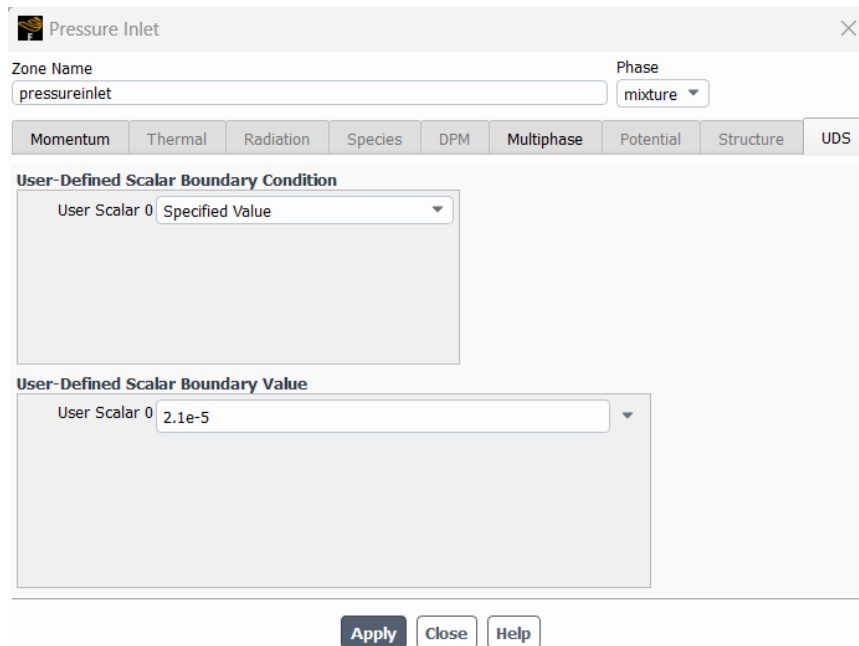 Pressure Inlet
Zone Name Phase
pressureinlet mixture
Momentum Thermal Radiation Species DPM Multiphase Potential Structure UDS
User-Defined Scalar Boundary Condition
User Scalar 0 Specified Value
User-Defined Scalar Boundary Value
User Scalar 0 2.1e-5
Apply Close Help